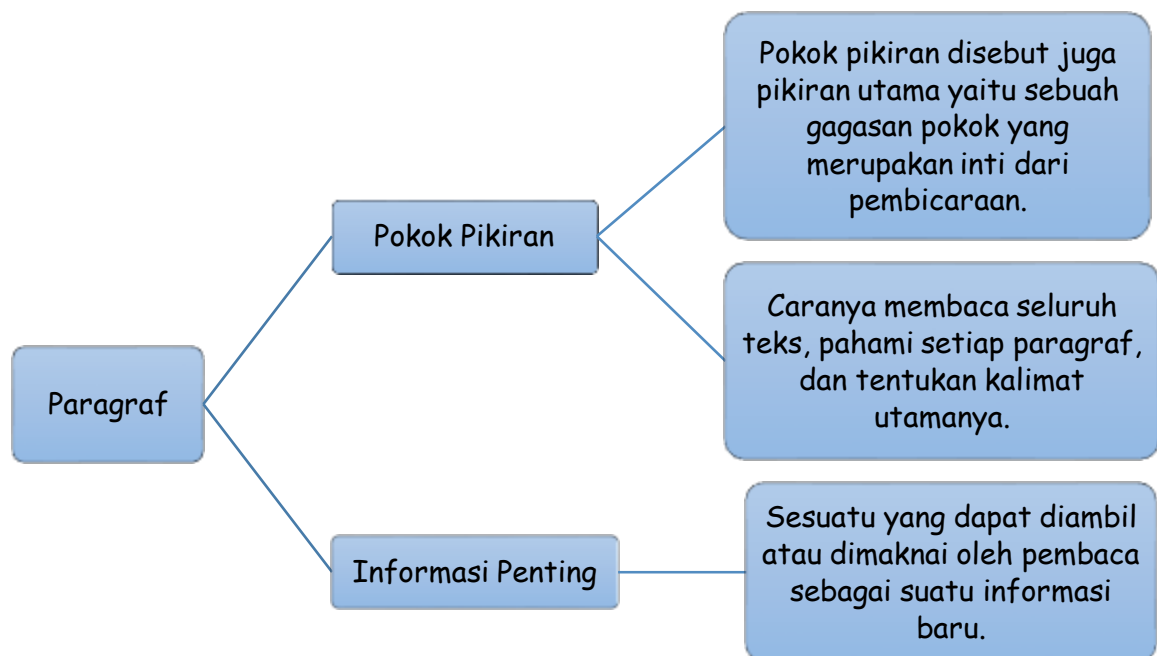 Paragraf
Pokok Pikiran
Pokok pikiran disebut juga
pikiran utama yaitu sebuah
gagasan pokok yang
merupakan inti dari
pembicaraan.
Caranya membaca seluruh
teks, pahami setiap paragraf,
dan tentukan kalimat
utamanya.
Informasi Penting
Sesuatu yang dapat diambil
atau dimaknai oleh pembaca
sebagai suatu informasi
baru.